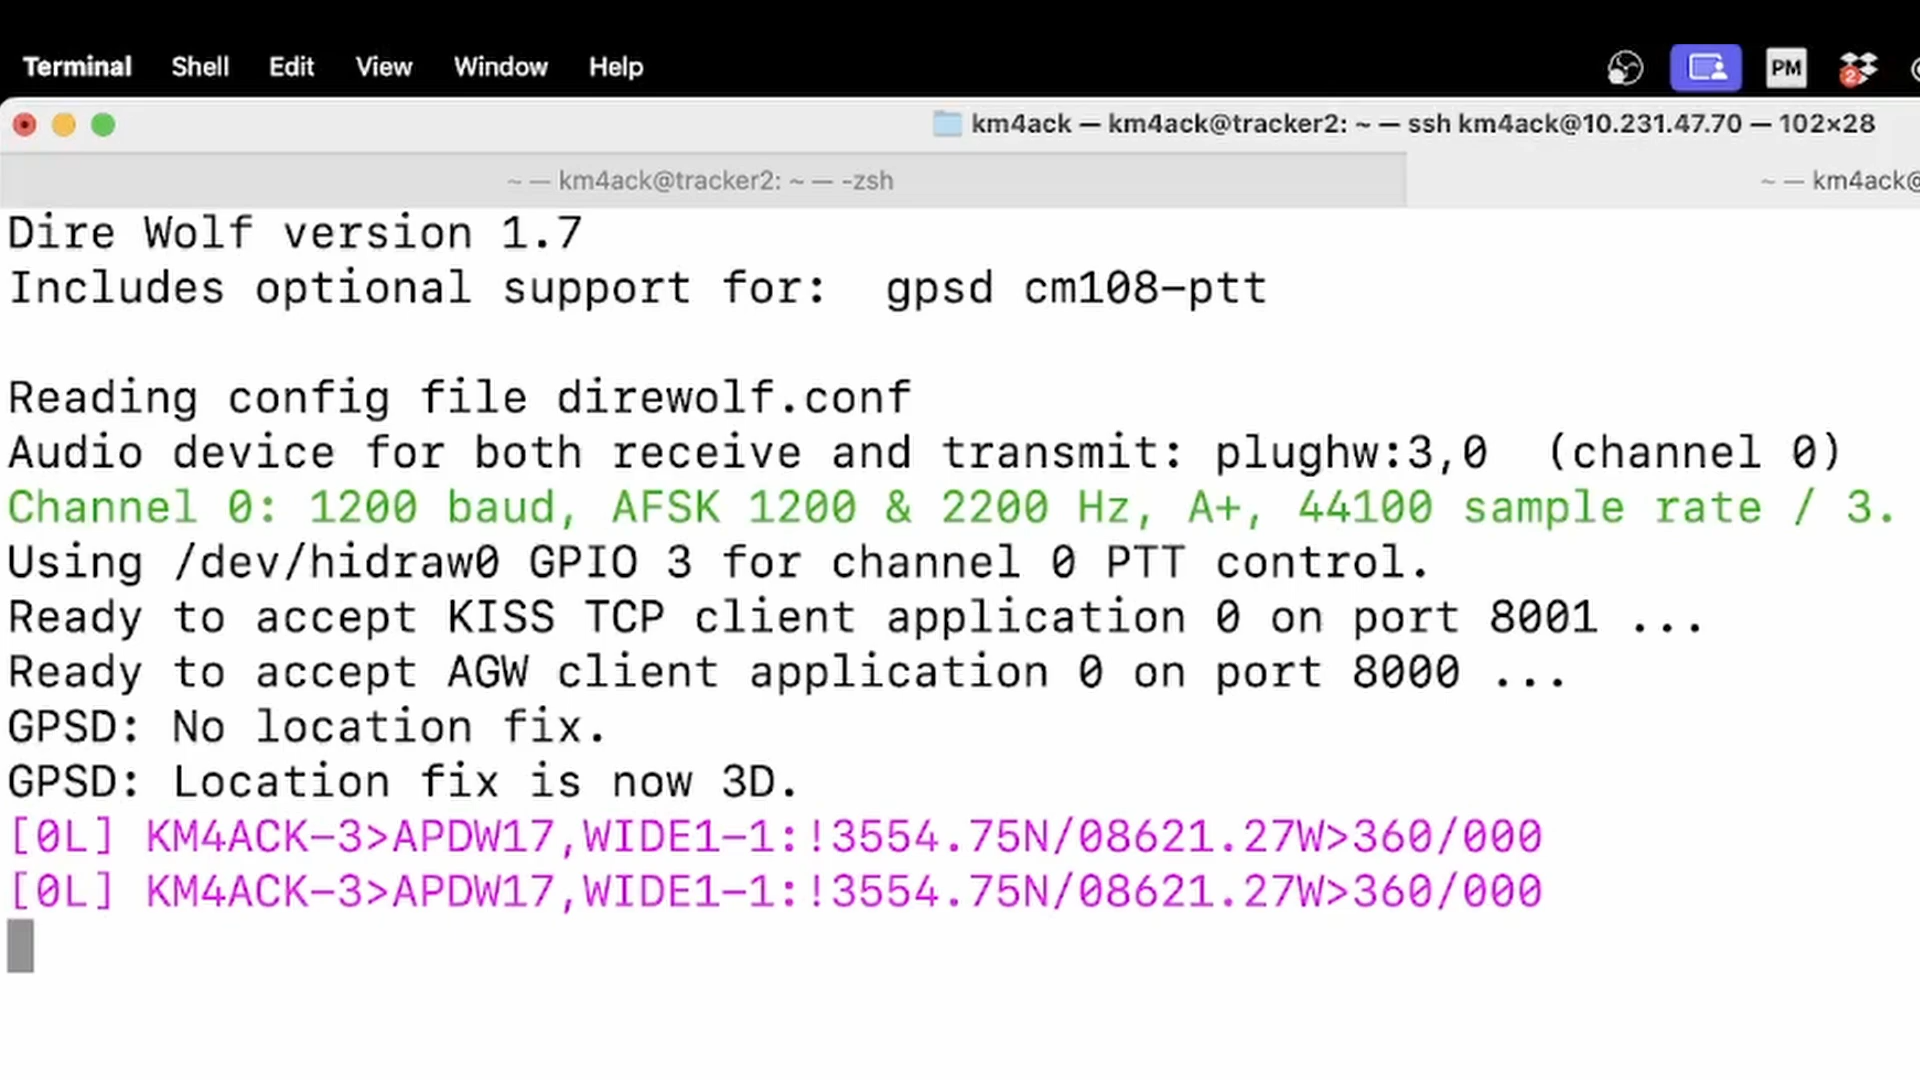 Terminal Shell Edit View Window Help PM 2
km4ack — km4ack@tracker2: ~ — ssh km4ack@10.231.47.70 — 102×28
~ — km4ack@tracker2: ~ — -zsh ~ — km4ack@
Dire Wolf version 1.7
Includes optional support for:  gpsd cm108-ptt
Reading config file direwolf.conf
Audio device for both receive and transmit: plughw:3,0  (channel 0)
Channel 0: 1200 baud, AFSK 1200 & 2200 Hz, A+, 44100 sample rate / 3.
Using /dev/hidraw0 GPIO 3 for channel 0 PTT control.
Ready to accept KISS TCP client application 0 on port 8001 ...
Ready to accept AGW client application 0 on port 8000 ...
GPSD: No location fix.
GPSD: Location fix is now 3D.
[0L] KM4ACK-3>APDW17,WIDE1-1:!3554.75N/08621.27W>360/000
[0L] KM4ACK-3>APDW17,WIDE1-1:!3554.75N/08621.27W>360/000